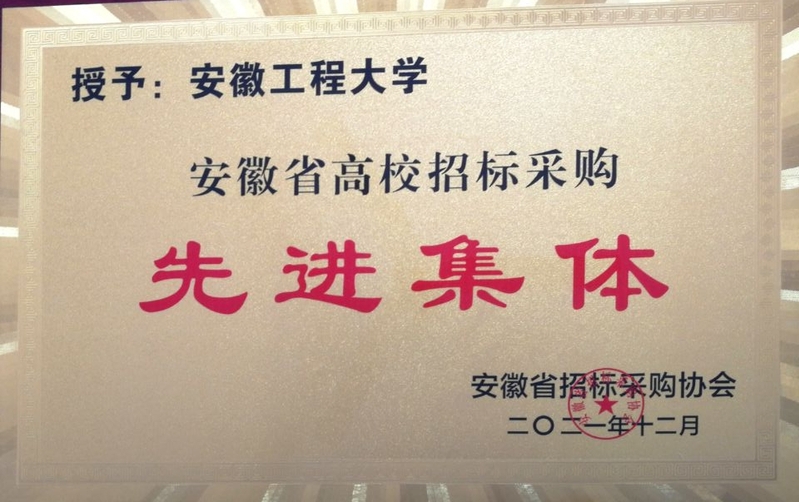 授予：安徽工程大学
安徽省高校招标采购
先进集体
安徽省招标采购协会
二〇二一年十二月